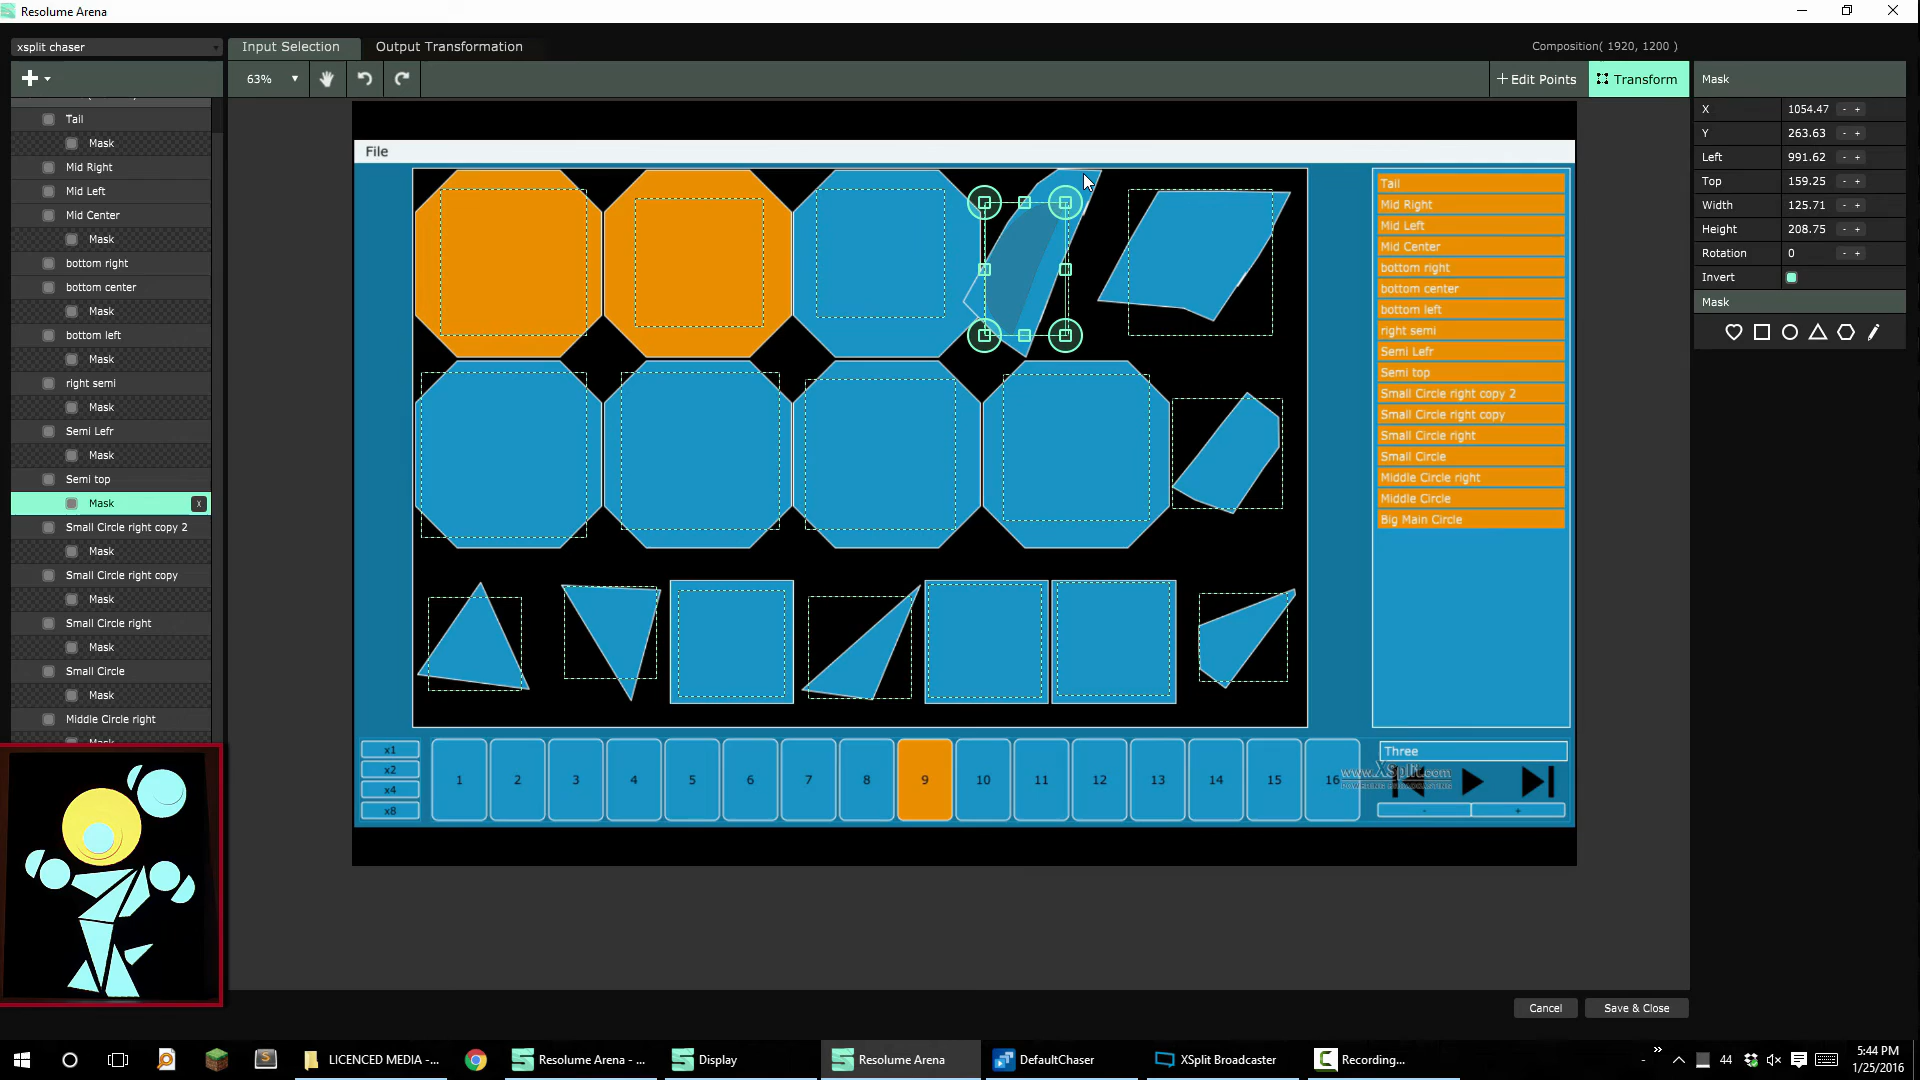 Resolume Arena
xsplit chaser
Input Selection
Output Transformation
Composition( 1920, 1200 )
63%
Edit Points
Transform
Tail
Mask
Mid Right
Mid Left
Mid Center
Mask
bottom right
bottom center
Mask
bottom left
Mask
right semi
Mask
Semi Lefr
Mask
Semi top
Mask
X
Small Circle right copy 2
Mask
Small Circle right copy
Mask
Small Circle right
Mask
Small Circle
Mask
Middle Circle right
Mask
File
Tail
Mid Right
Mid Left
Mid Center
bottom right
bottom center
bottom left
right semi
Semi Lefr
Semi top
Small Circle right copy 2
Small Circle right copy
Small Circle right
Small Circle
Middle Circle right
Middle Circle
Big Main Circle
x1
x2
x4
x8
1 2 3 4 5 6 7 8 9 10 11 12 13 14 15 16
Three
www.XSplit.com
- +
Mask
X 1054.47 - +
Y 263.63 - +
Left 991.62 - +
Top 159.25 - +
Width 125.71 - +
Height 208.75 - +
Rotation 0 - +
Invert
Mask
Cancel
Save & Close
LICENCED MEDIA -...
Resolume Arena - ...
Display
Resolume Arena
DefaultChaser
XSplit Broadcaster
Recording...
44
5:44 PM
1/25/2016